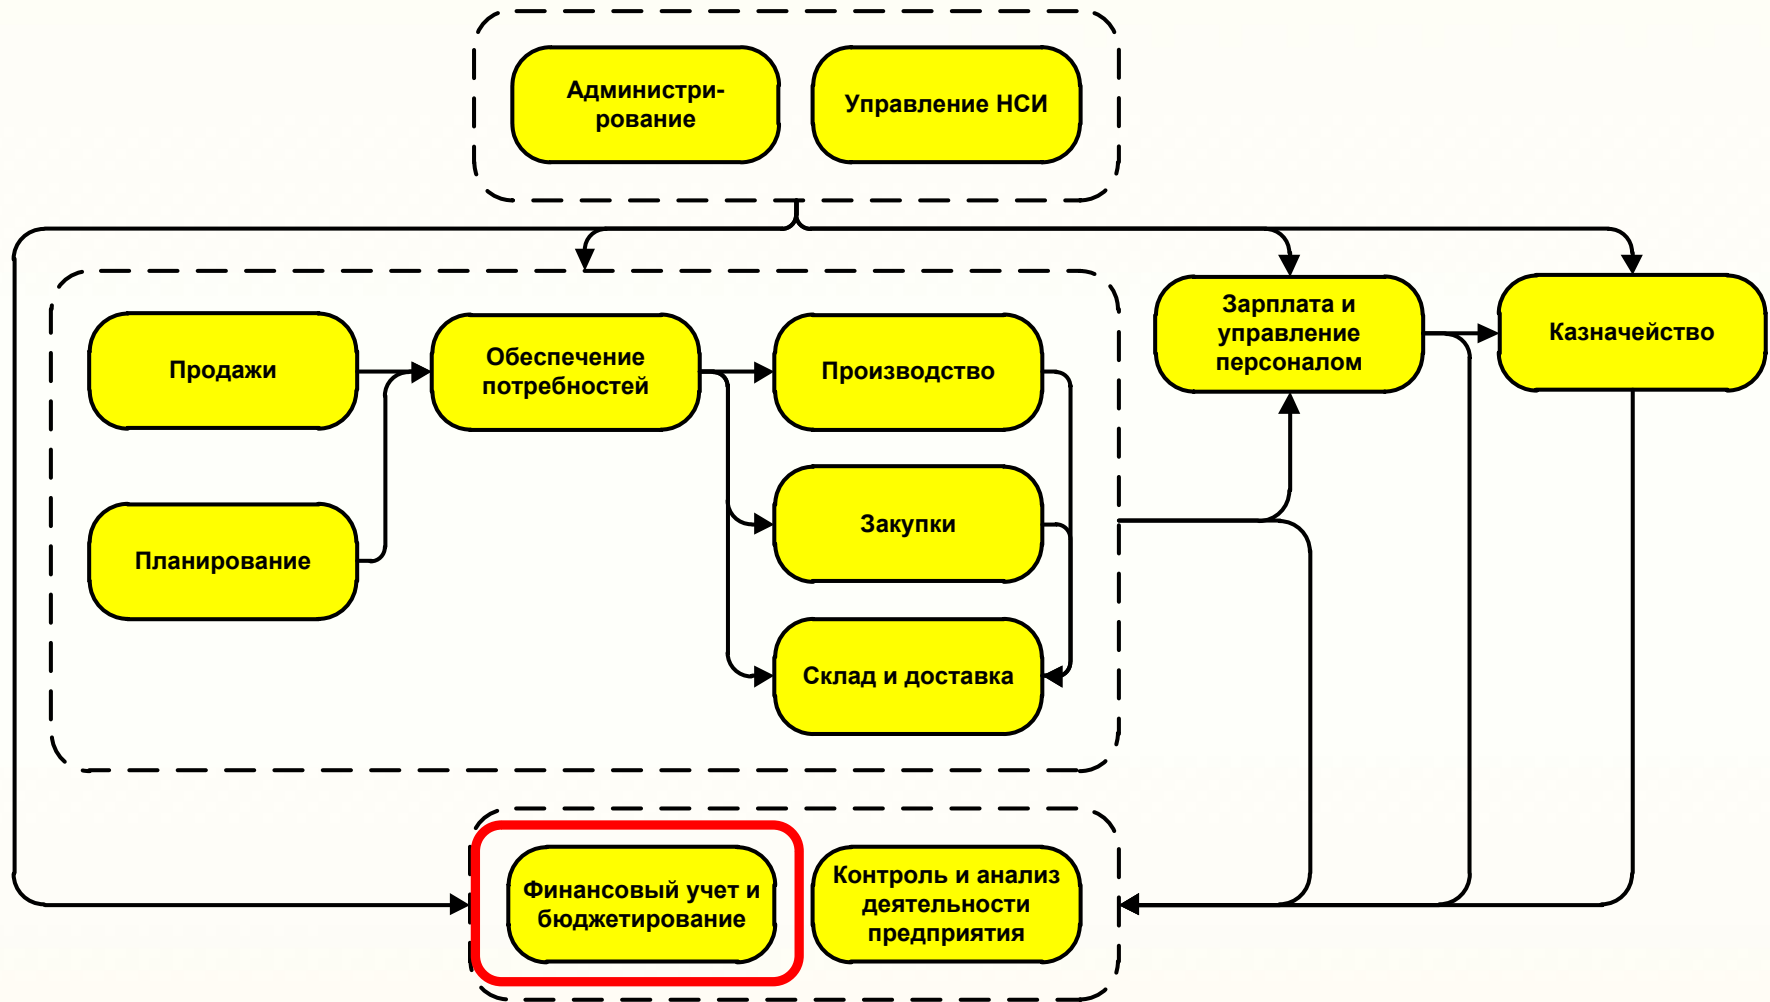 Администри-
рование
Управление НСИ
Зарплата и
управление
персоналом
Казначейство
Продажи
Обеспечение
потребностей
Производство
Планирование
Закупки
Склад и доставка
Финансовый учет и
бюджетирование
Контроль и анализ
деятельности
предприятия